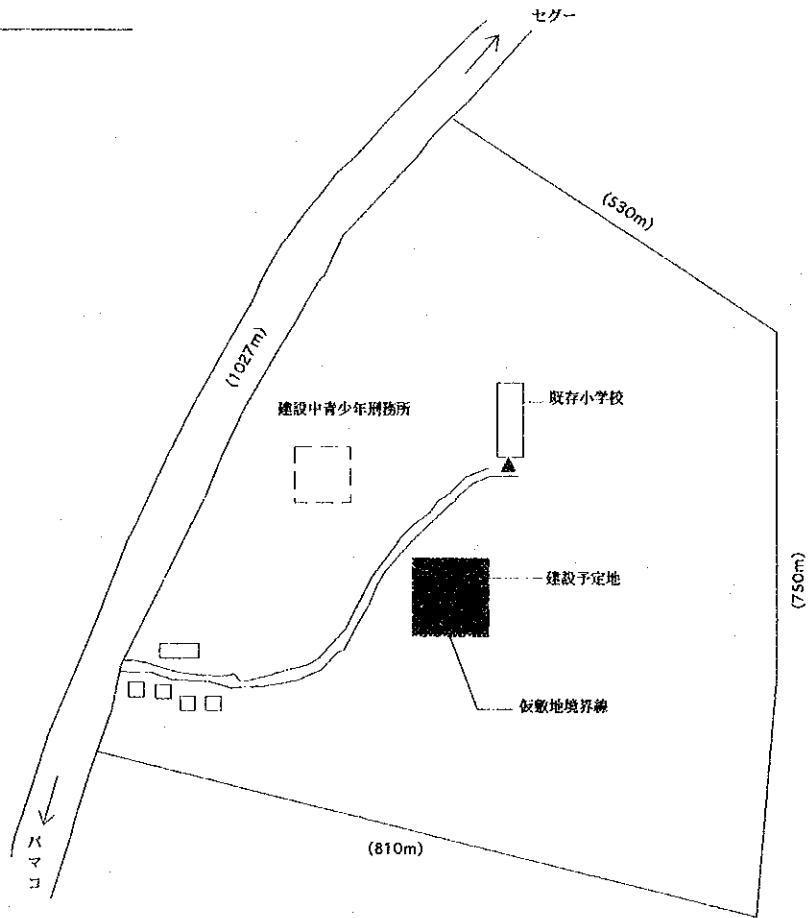 セグー
(530m)
(1027m)
既存小学校
建設中青少年刑務所
建設予定地
(750m)
仮敷地境界線
(810m)
バマコ